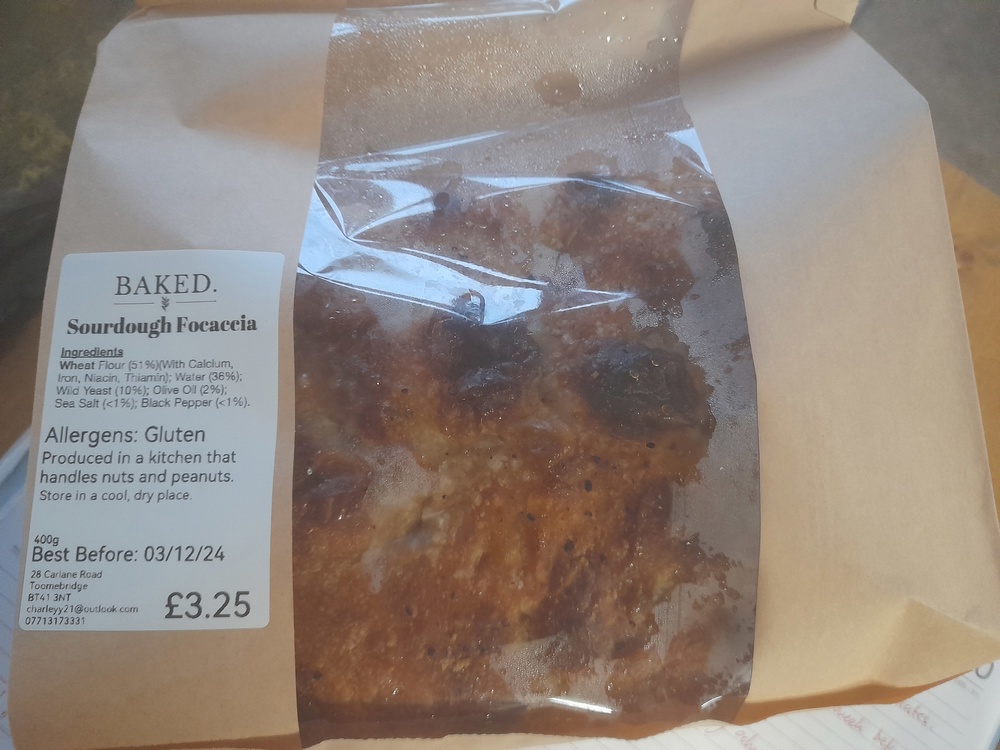 BAKED.
Sourdough Focaccia
Ingredients
Wheat Flour (51%)(With Calcium,
Iron, Niacin, Thiamin); Water (36%);
Wild Yeast (10%); Olive Oil (2%);
Sea Salt (<1%); Black Pepper (<1%).
Allergens: Gluten
Produced in a kitchen that
handles nuts and peanuts.
Store in a cool, dry place.
400g
Best Before: 03/12/24
28 Carlane Road
Toomebridge
BT41 3NT
charleyy21@outlook.com
07713173331
£3.25